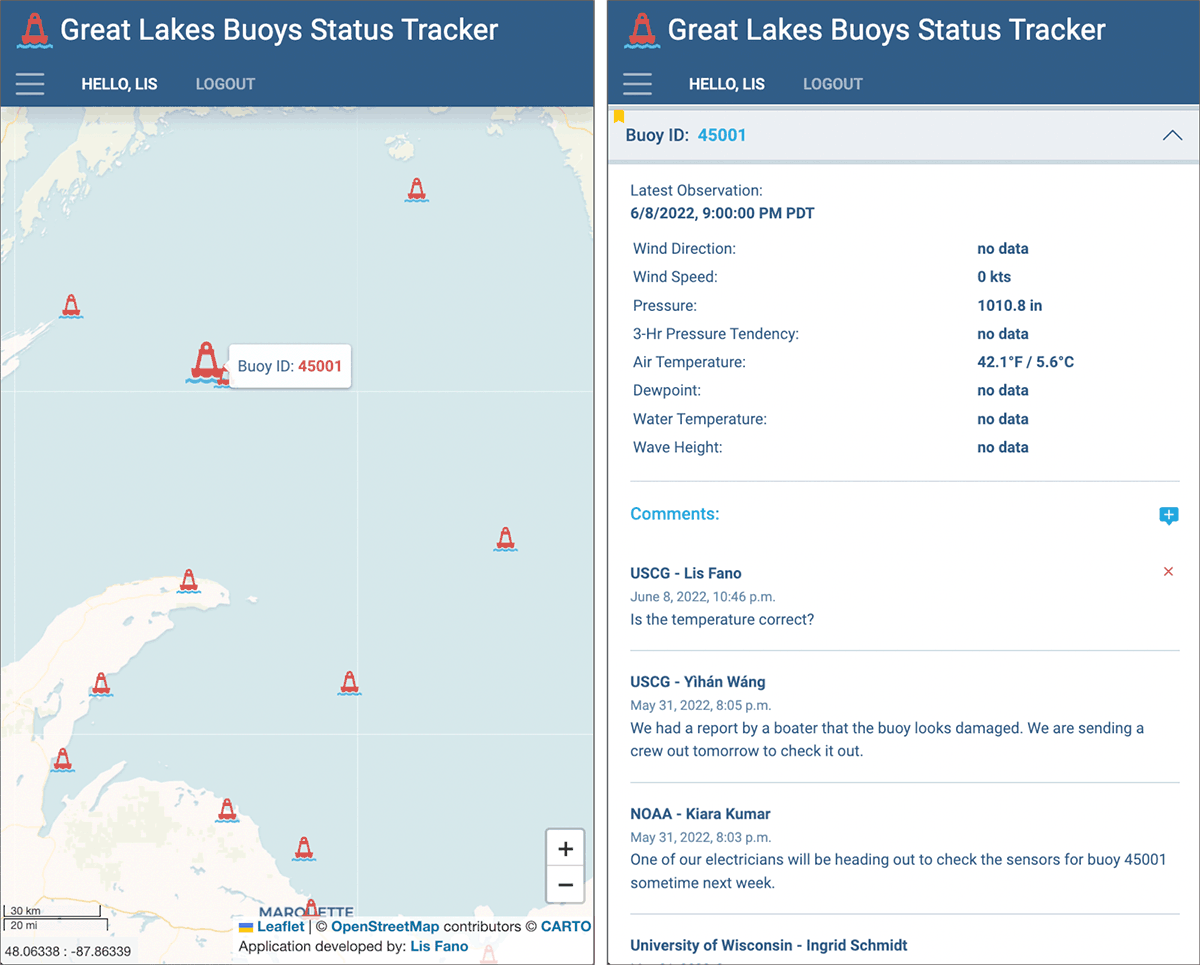 Great Lakes Buoys Status Tracker
HELLO, LIS LOGOUT
Buoy ID: 45001
MARQUETTE
+
−
30 km
20 mi
48.06338 : -87.86339
Leaflet | © OpenStreetMap contributors © CARTO
Application developed by: Lis Fano
Great Lakes Buoys Status Tracker
HELLO, LIS LOGOUT
Buoy ID: 45001
Latest Observation:
6/8/2022, 9:00:00 PM PDT
Wind Direction: no data
Wind Speed: 0 kts
Pressure: 1010.8 in
3-Hr Pressure Tendency: no data
Air Temperature: 42.1°F / 5.6°C
Dewpoint: no data
Water Temperature: no data
Wave Height: no data
Comments:
USCG - Lis Fano
June 8, 2022, 10:46 p.m.
Is the temperature correct?
USCG - Yìhán Wáng
May 31, 2022, 8:05 p.m.
We had a report by a boater that the buoy looks damaged. We are sending a
crew out tomorrow to check it out.
NOAA - Kiara Kumar
May 31, 2022, 8:03 p.m.
One of our electricians will be heading out to check the sensors for buoy 45001
sometime next week.
University of Wisconsin - Ingrid Schmidt